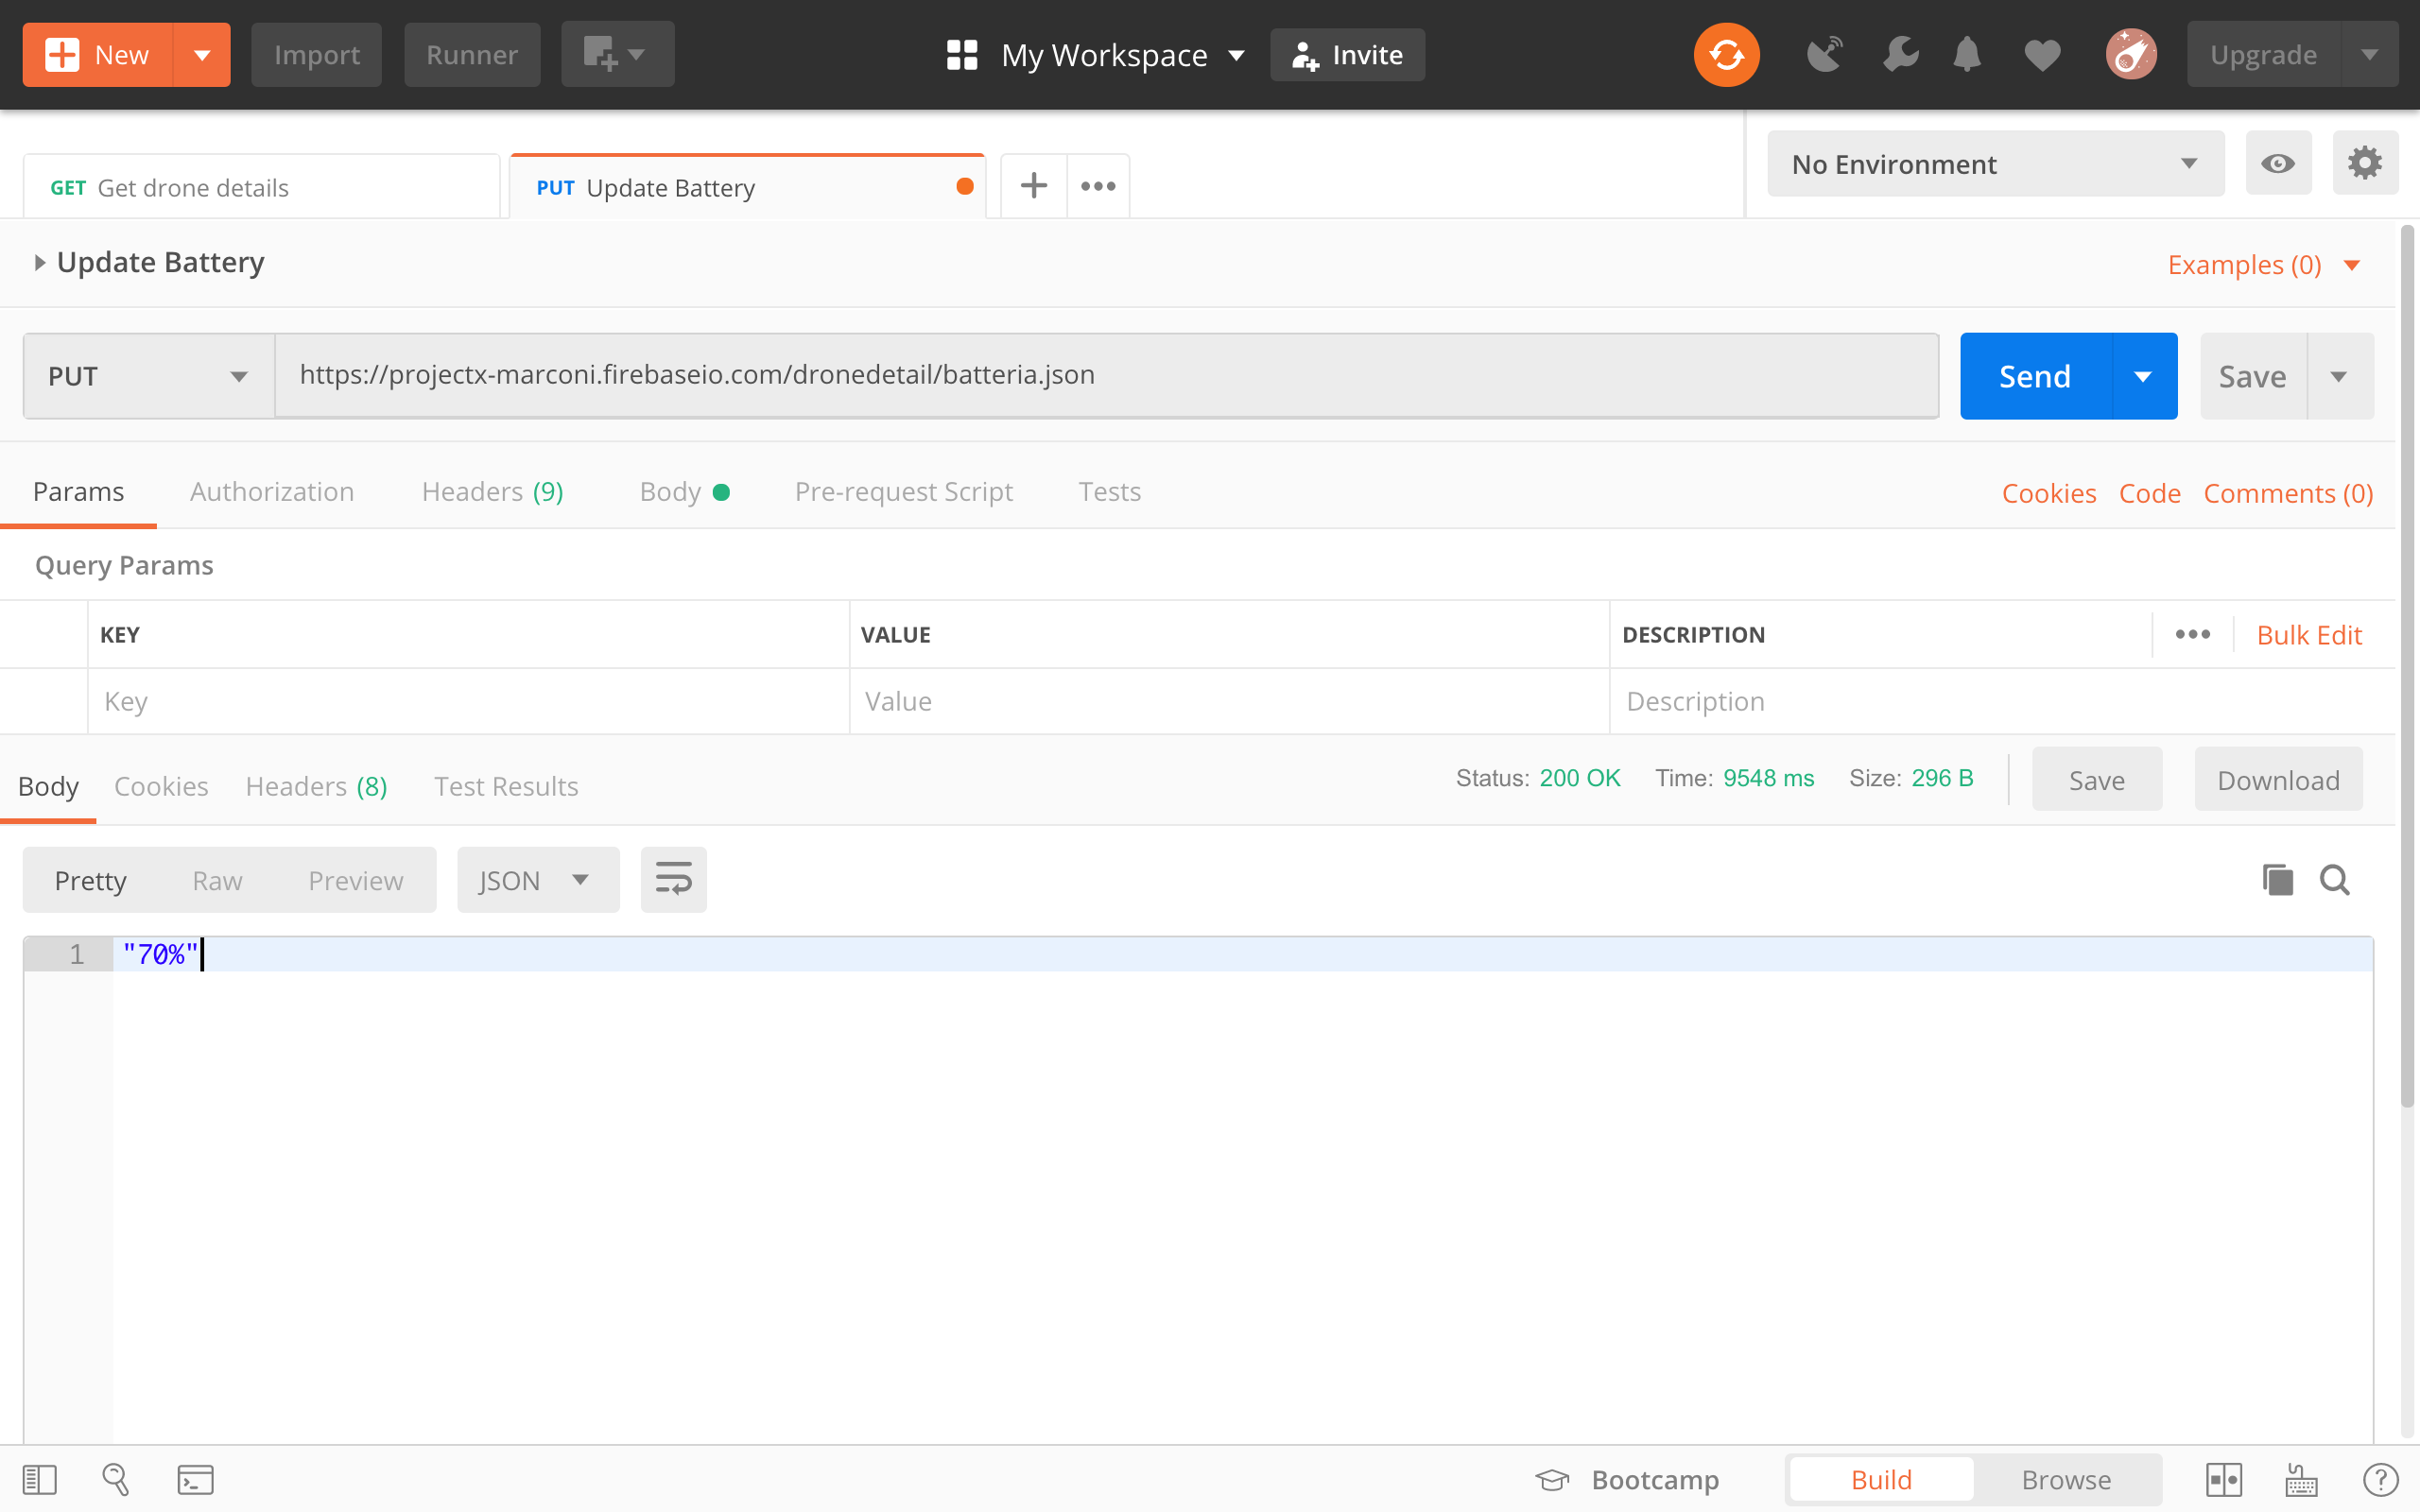 New Import Runner My Workspace Invite Upgrade
GET Get drone details PUT Update Battery No Environment
Update Battery Examples (0)
PUT https://projectx-marconi.firebaseio.com/dronedetail/batteria.json Send Save
Params Authorization Headers (9) Body Pre-request Script Tests Cookies Code Comments (0)
Query Params
KEY VALUE DESCRIPTION Bulk Edit
Key Value Description
Body Cookies Headers (8) Test Results Status: 200 OK Time: 9548 ms Size: 296 B Save Download
Pretty Raw Preview JSON
1 "70%"
Bootcamp Build Browse